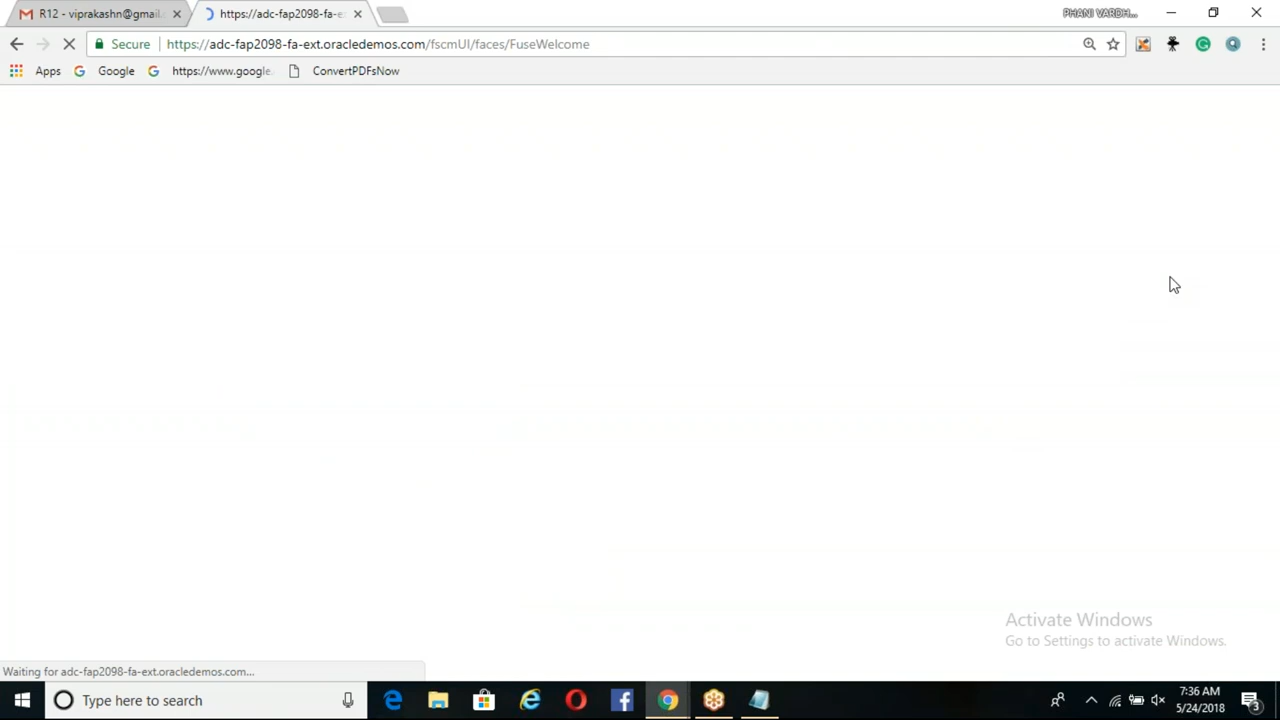 R12 - viprakashn@gmail.
https://adc-fap2098-fa-e
PHANI VARDH...
Secure
https://adc-fap2098-fa-ext.oracledemos.com/fscmUI/faces/FuseWelcome
Apps
Google
https://www.google.
ConvertPDFsNow
Activate Windows
Go to Settings to activate Windows.
Waiting for adc-fap2098-fa-ext.oracledemos.com...
Type here to search
7:36 AM
5/24/2018
3